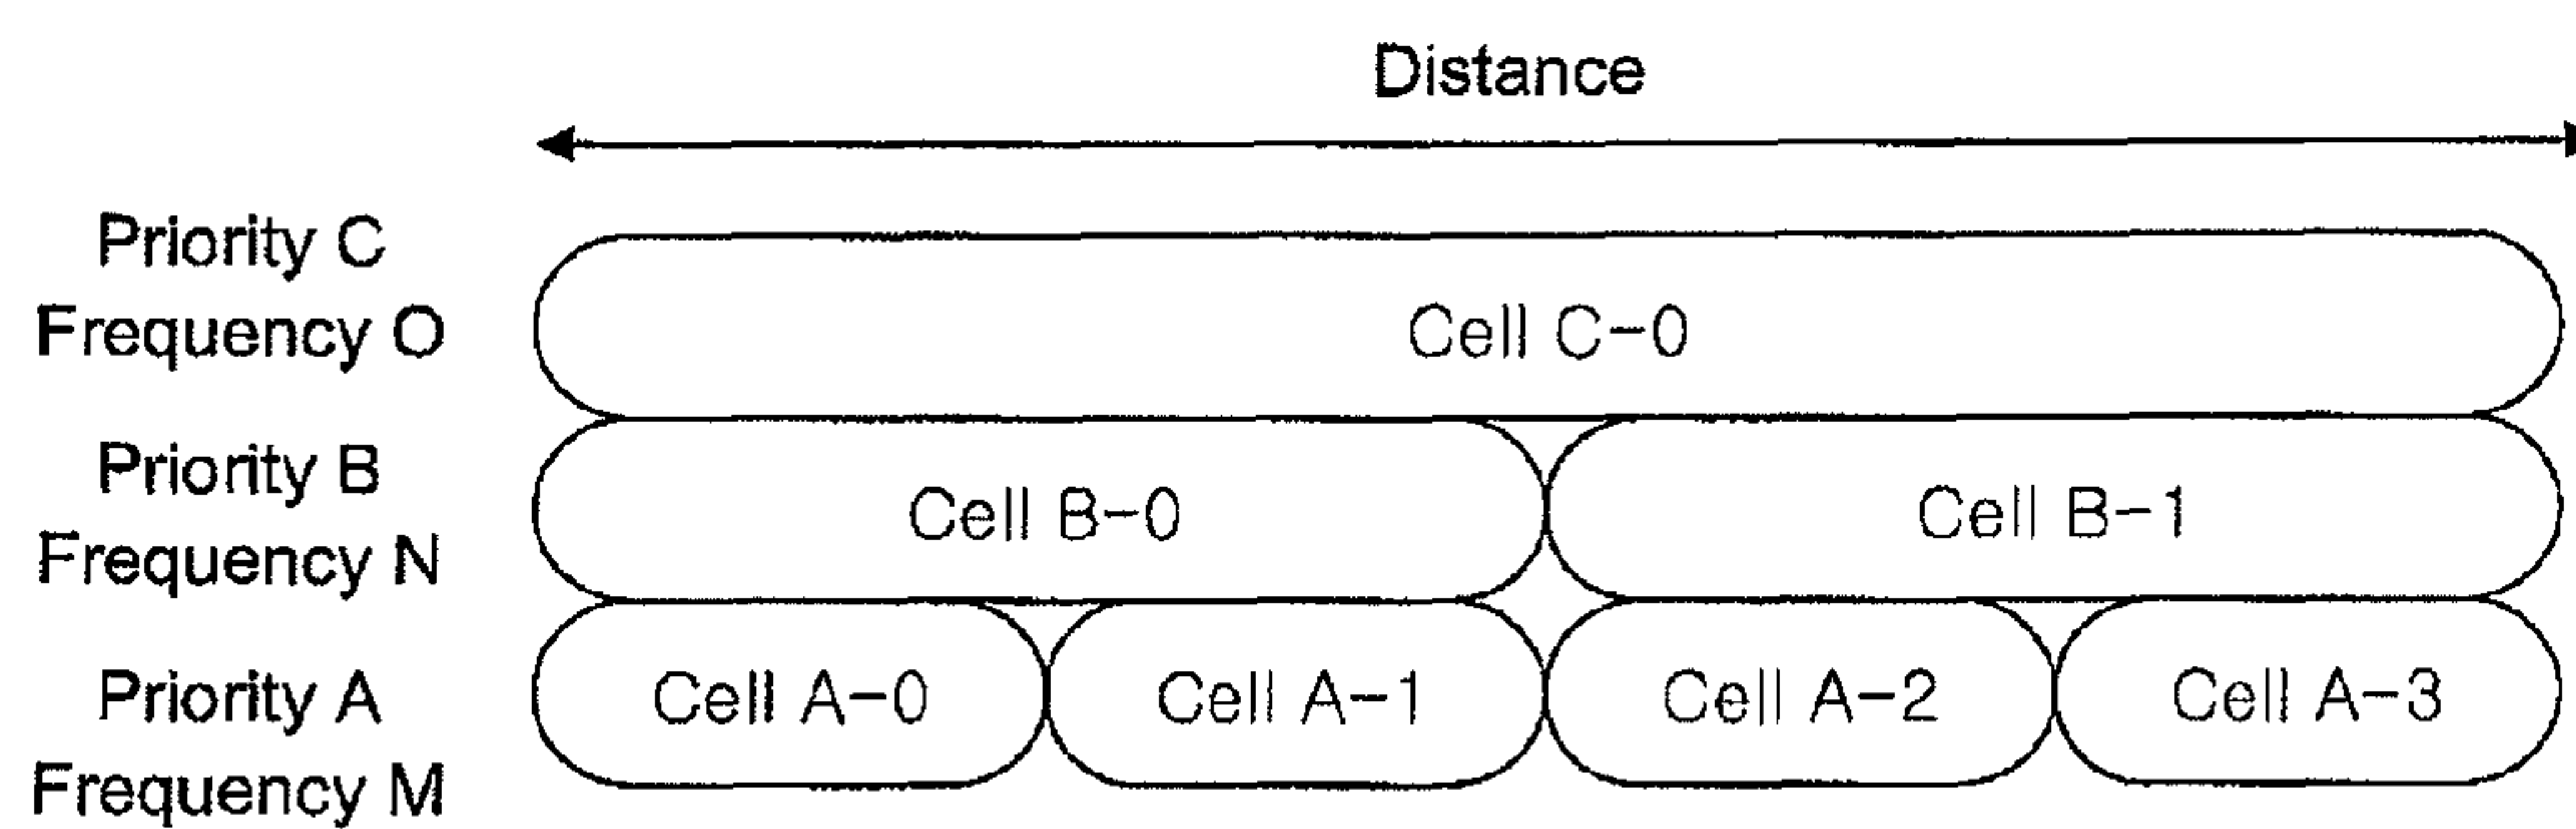 Distance
Priority C
Frequency O
Cell C-0
Priority B
Frequency N
Cell B-0
Cell B-1
Priority A
Frequency M
Cell A-0
Cell A-1
Cell A-2
Cell A-3